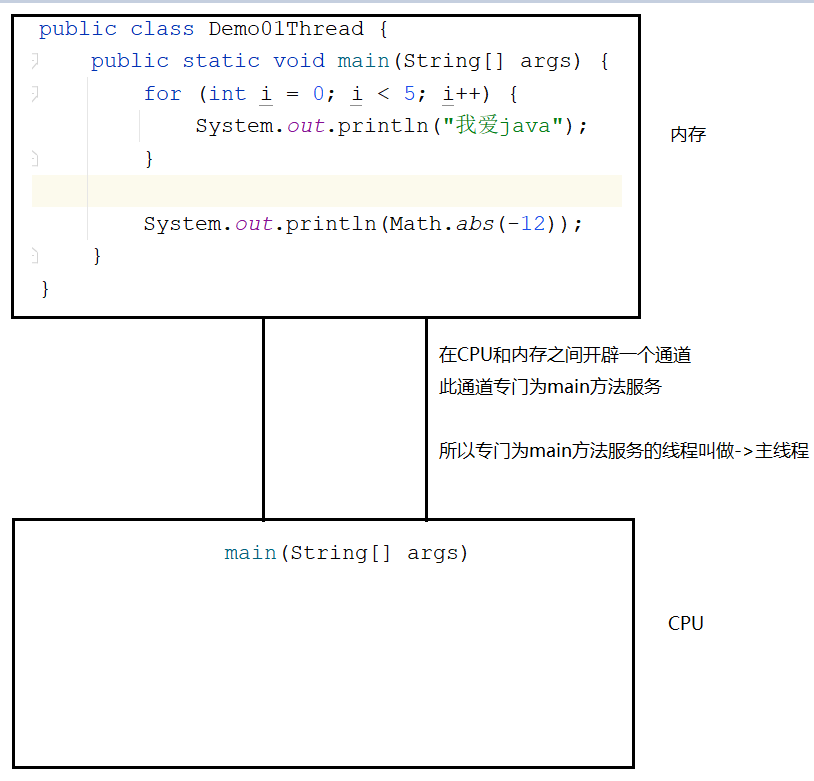 public class Demo01Thread {
public static void main(String[] args) {
for (int i = 0; i < 5; i++) {
System.out.println("我爱java");
}
System.out.println(Math.abs(-12));
}
}
内存
在CPU和内存之间开辟一个通道
此通道专门为main方法服务
所以专门为main方法服务的线程叫做->主线程
main(String[] args)
CPU